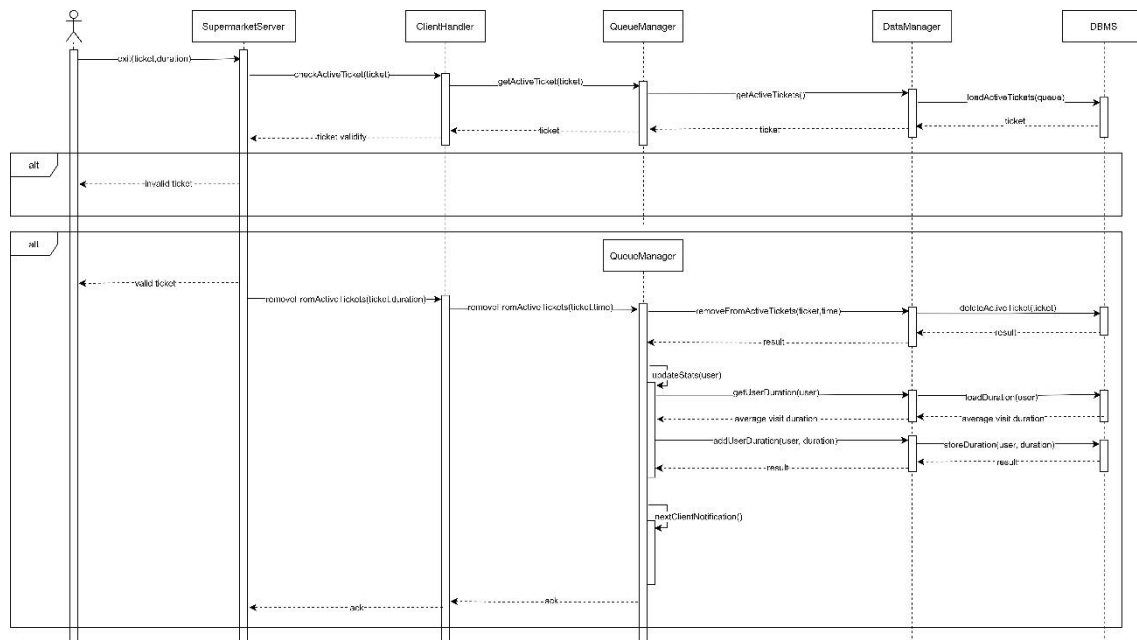 SupermarketServer
ClientHandler
QueueManager
DataManager
DBMS
exit(ticket,duration)
checkActiveTicket(ticket)
getActiveTicket(ticket)
getActiveTickets()
loadActiveTickets(queue)
ticket
ticket
ticket
ticket validity
alt
Invalid ticket
alt
QueueManager
valid ticket
removeFromActiveTickets(ticket,duration)
removeFromActiveTickets(ticket,time)
removeFromActiveTickets(ticket,time)
deleteActiveTicket(ticket)
result
result
updateStats(user)
getUserDuration(user)
loadDuration(user)
average visit duration
average visit duration
addUserDuration(user, duration)
storeDuration(user, duration)
result
result
nextClientNotification()
ack
ack